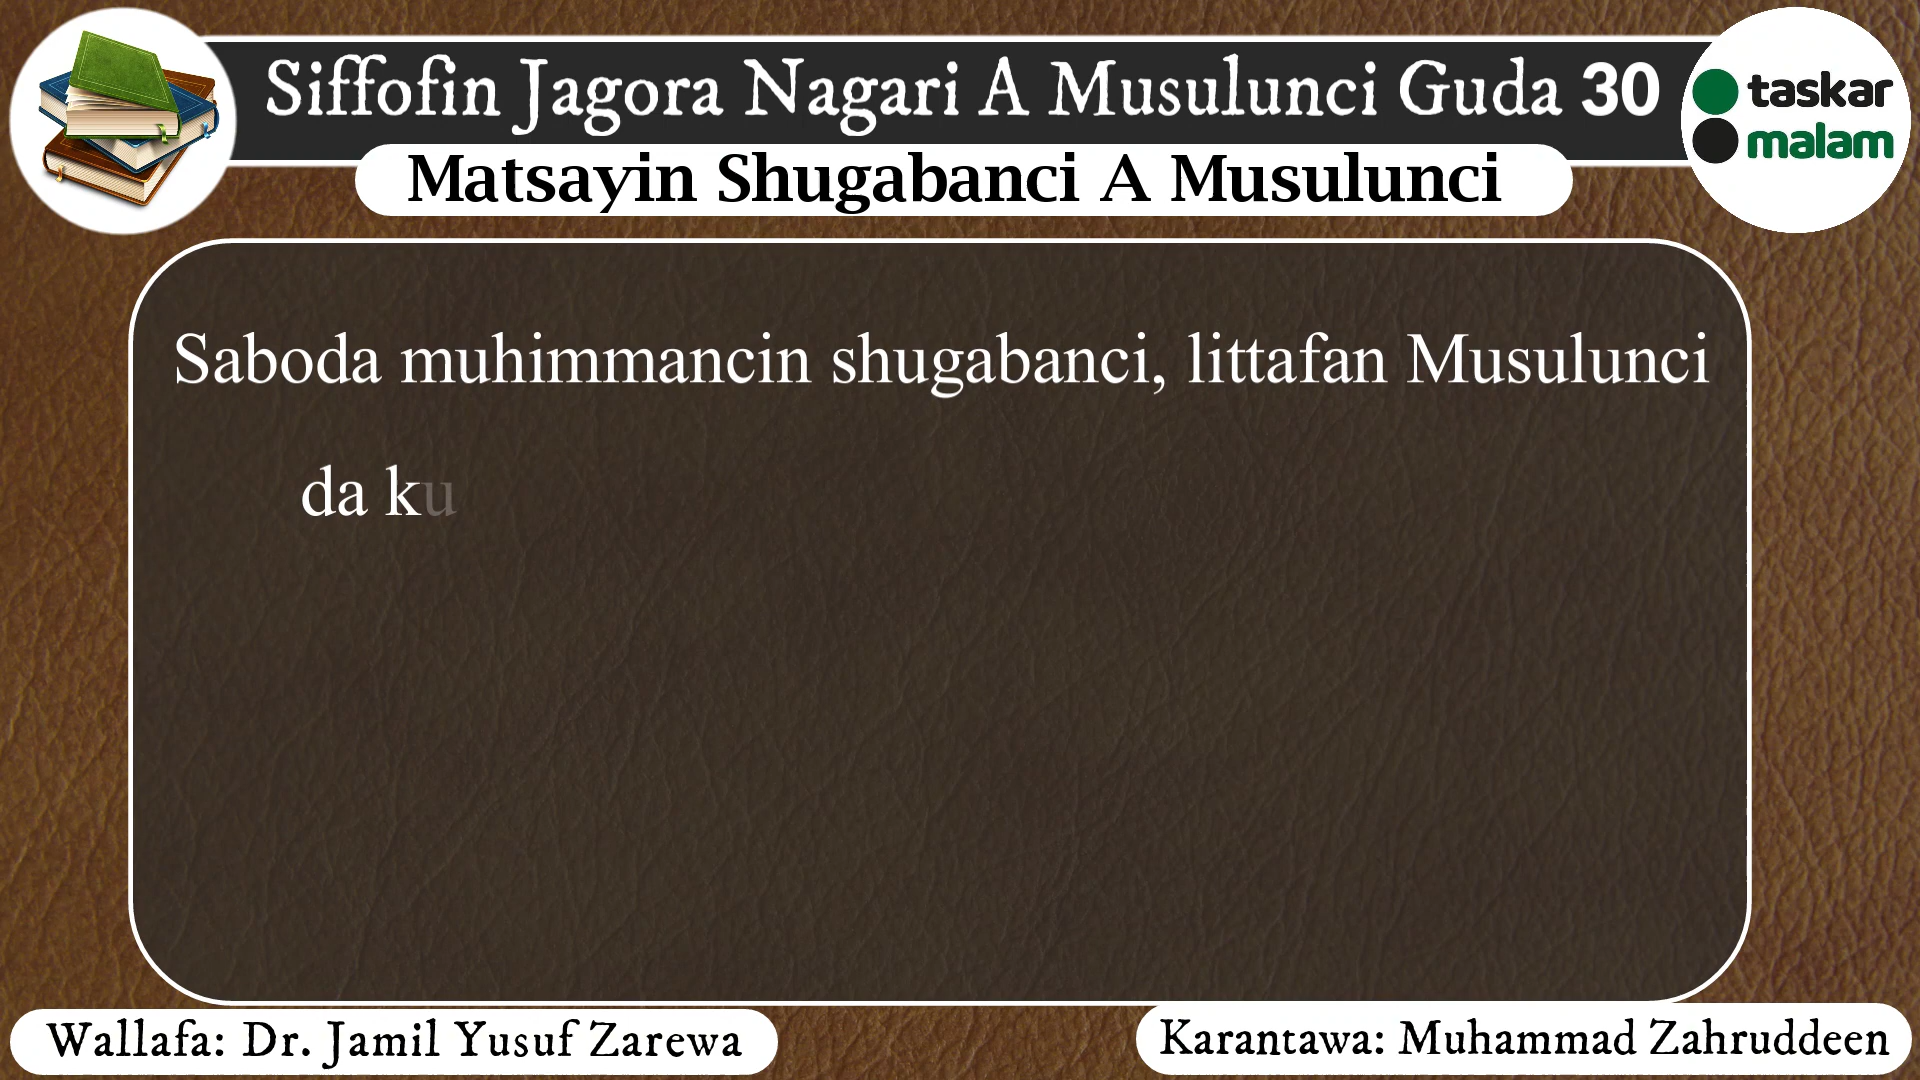 Siffofin Jagora Nagari A Musulunci Guda 30
taskar
malam
Matsayin Shugabanci A Musulunci
Saboda muhimmancin shugabanci, littafan Musulunci
da ku
Wallafa: Dr. Jamil Yusuf Zarewa
Karantawa: Muhammad Zahruddeen